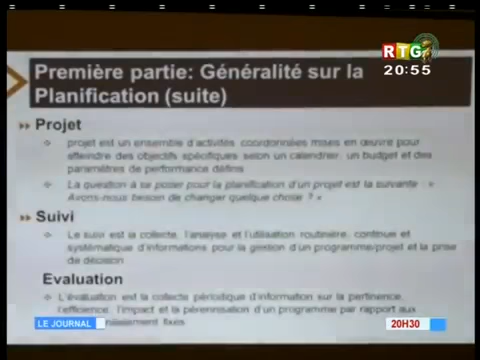 RTG
20:55
Première partie: Généralité sur la
Planification (suite)
Projet
projet est un ensemble d'activités coordonnées mises en œuvre pour
atteindre des objectifs spécifiques selon un calendrier, un budget et des
paramètres de performance définis
La question à se poser pour la planification d'un projet est la suivante : «
Avons-nous besoin de changer quelque chose ? »
Suivi
Le suivi est la collecte, l'analyse et l'utilisation routinière, continue et
systématique d'informations pour la gestion d'un programme/projet et la prise
de décision
Evaluation
L'évaluation est la collecte périodique d'information sur la pertinence,
l'efficience, l'impact et la pérennisation d'un programme par rapport aux
fixés
LE JOURNAL
20H30